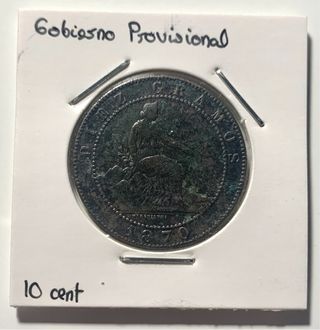 Gobierno Provisional
DIEZ GRAMOS
1870
10 cent